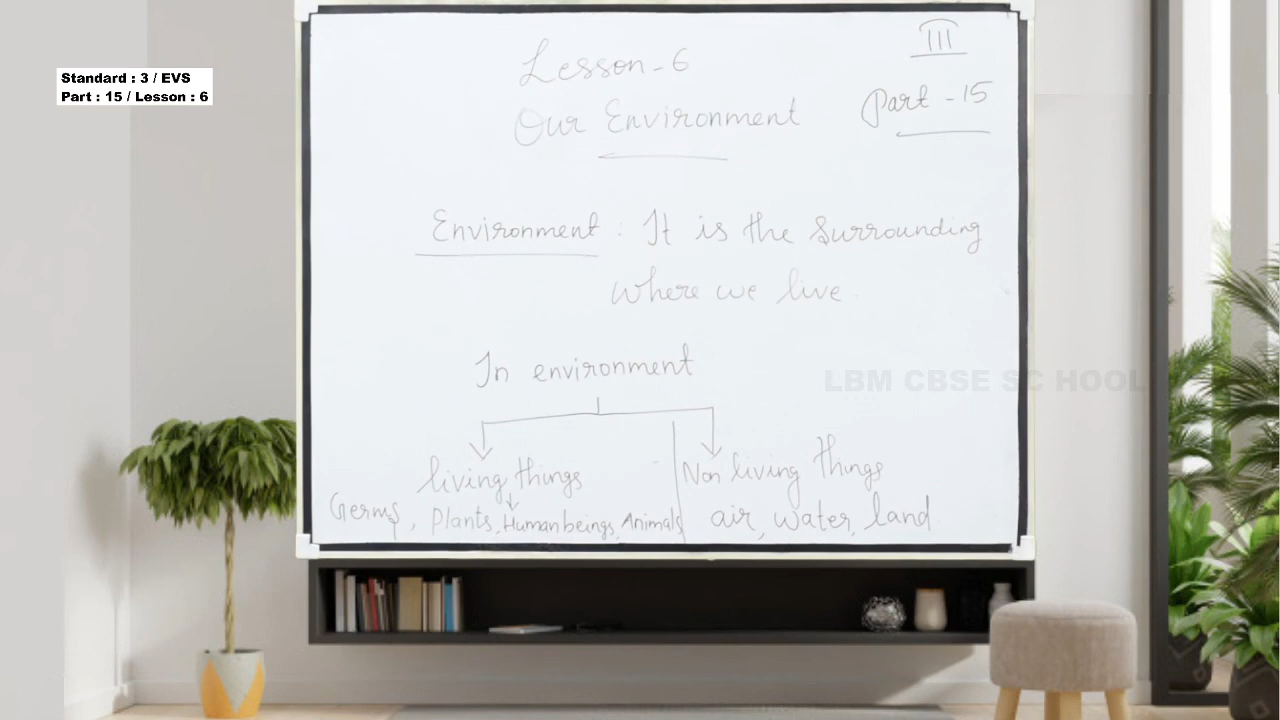 Standard : 3 / EVS
Part : 15 / Lesson : 6
III
Lesson - 6
Part - 15
Our Environment
Environment : It is the surrounding
where we live.
In environment
living things
Non living things
Germs, Plants, Human beings, Animals
air, water, land
LBM CBSE SC HOOL